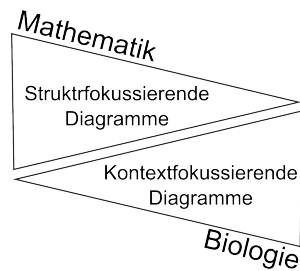 Mathematik
Struktrfokussierende
Diagramme
Kontextfokussierende
Diagramme
Biologie